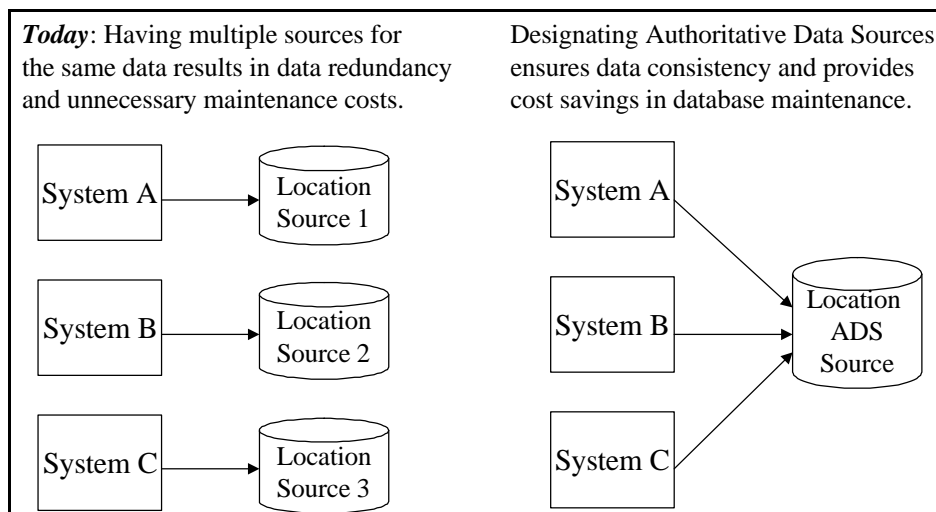 Today: Having multiple sources for
the same data results in data redundancy
and unnecessary maintenance costs.
System A
Location
Source 1
System B
Location
Source 2
System C
Location
Source 3
Designating Authoritative Data Sources
ensures data consistency and provides
cost savings in database maintenance.
System A
System B
System C
Location
ADS
Source